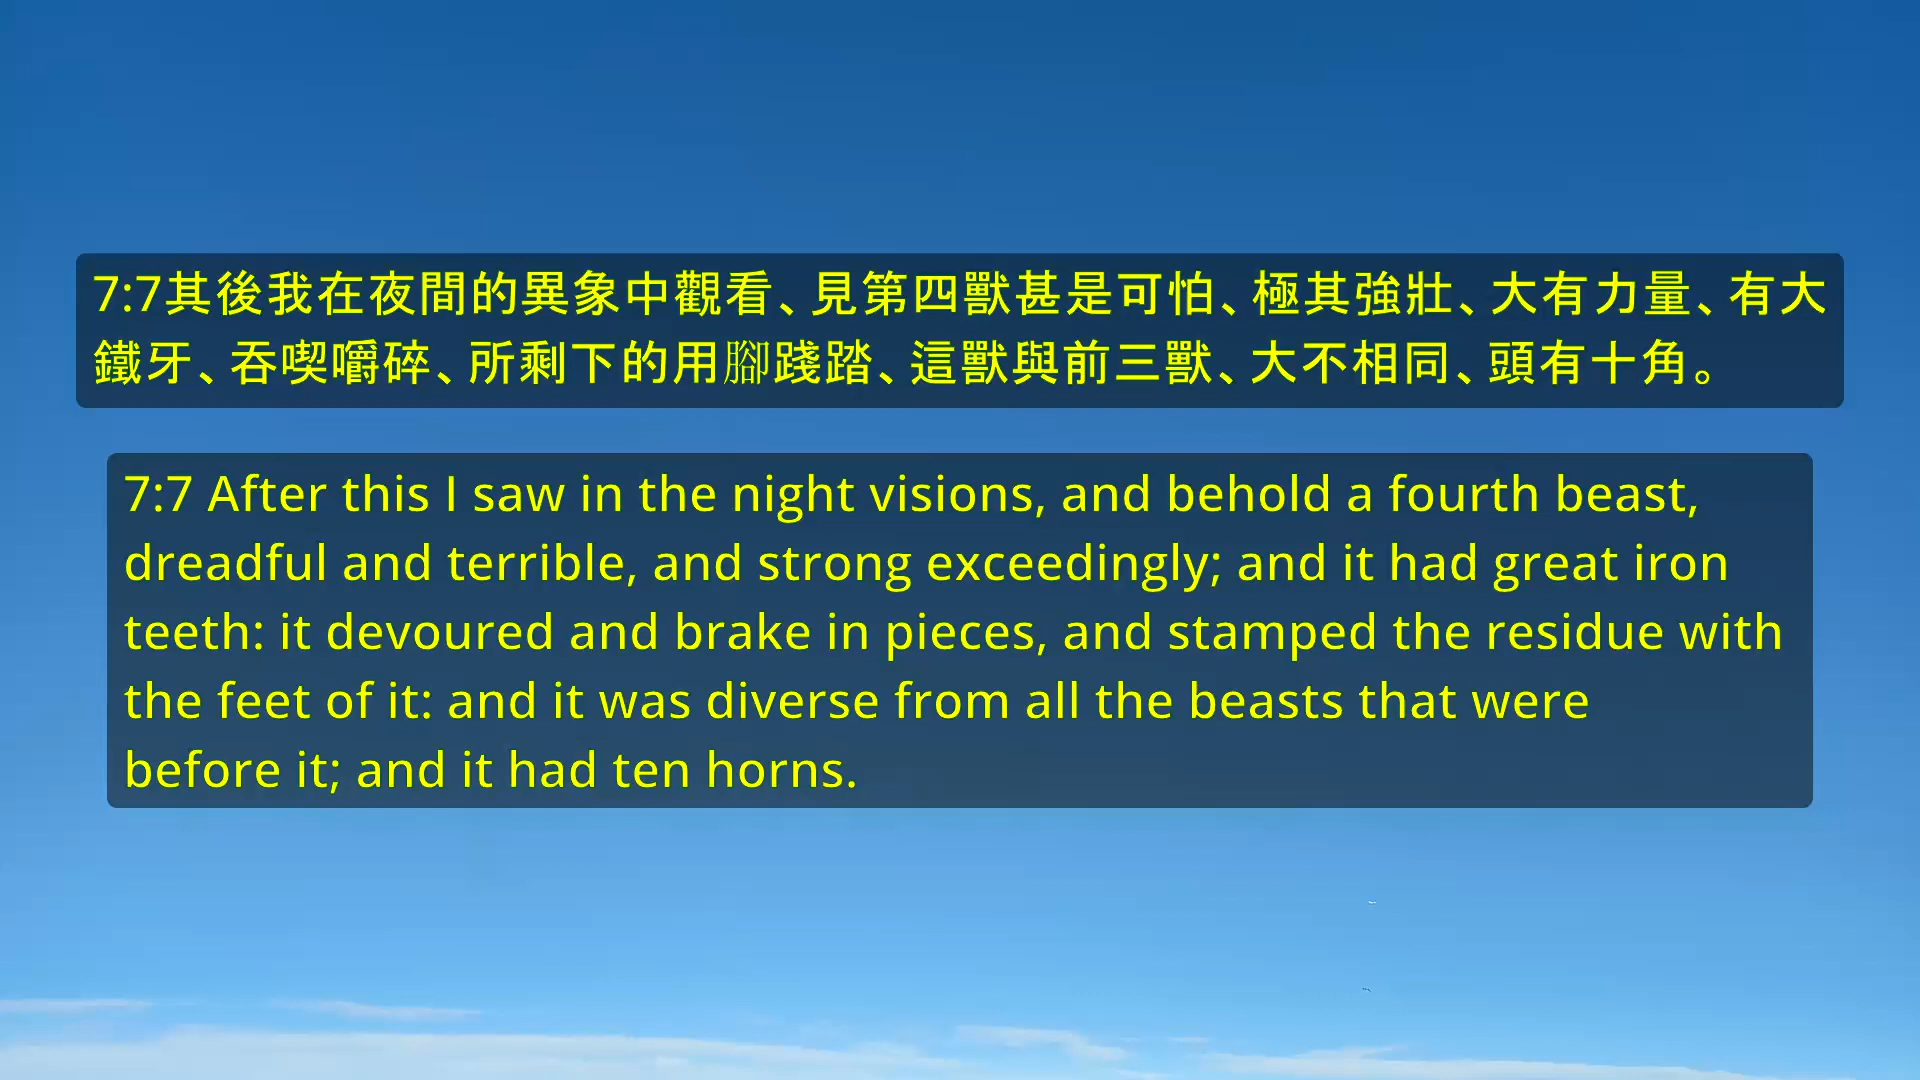 7:7其後我在夜間的異象中觀看、見第四獸甚是可怕、極其強壯、大有力量、有大
鐵牙、吞喫嚼碎、所剩下的用腳踐踏、這獸與前三獸、大不相同、頭有十角。
7:7 After this I saw in the night visions, and behold a fourth beast,
dreadful and terrible, and strong exceedingly; and it had great iron
teeth: it devoured and brake in pieces, and stamped the residue with
the feet of it: and it was diverse from all the beasts that were
before it; and it had ten horns.